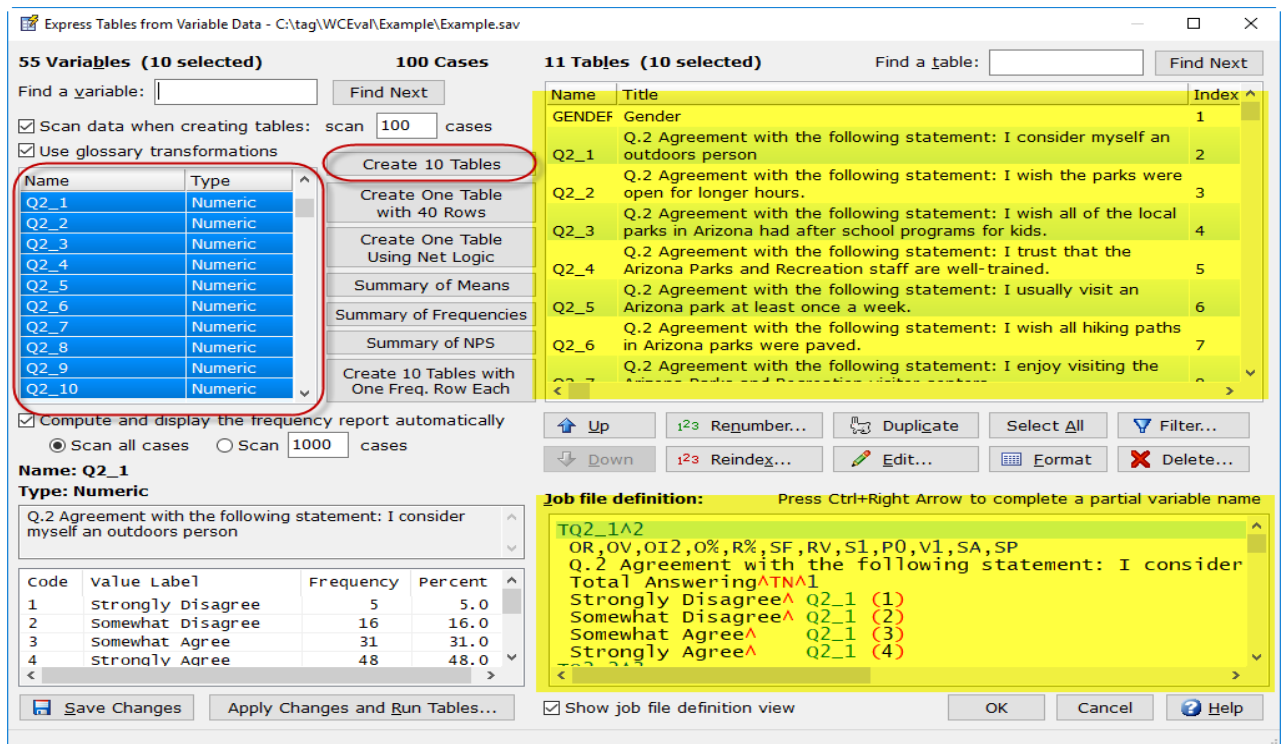 Express Tables from Variable Data - C:\tag\WCEval\Example\Example.sav
55 Variables (10 selected)
100 Cases
Find a variable:
Find Next
Scan data when creating tables: scan 100 cases
Use glossary transformations
Name Type
Q2_1 Numeric
Q2_2 Numeric
Q2_3 Numeric
Q2_4 Numeric
Q2_5 Numeric
Q2_6 Numeric
Q2_7 Numeric
Q2_8 Numeric
Q2_9 Numeric
Q2_10 Numeric
Create 10 Tables
Create One Table
with 40 Rows
Create One Table
Using Net Logic
Summary of Means
Summary of Frequencies
Summary of NPS
Create 10 Tables with
One Freq. Row Each
Compute and display the frequency report automatically
Scan all cases Scan 1000 cases
Name: Q2_1
Type: Numeric
Q.2 Agreement with the following statement: I consider
myself an outdoors person
Code Value Label Frequency Percent
1 Strongly Disagree 5 5.0
2 Somewhat Disagree 16 16.0
3 Somewhat Agree 31 31.0
4 Strongly Agree 48 48.0
Save Changes
Apply Changes and Run Tables...
11 Tables (10 selected)
Find a table:
Find Next
Name Title Index
GENDER Gender 1
Q.2 Agreement with the following statement: I consider myself an
Q2_1 outdoors person 2
Q.2 Agreement with the following statement: I wish the parks were
Q2_2 open for longer hours. 3
Q.2 Agreement with the following statement: I wish all of the local
Q2_3 parks in Arizona had after school programs for kids. 4
Q.2 Agreement with the following statement: I trust that the
Q2_4 Arizona Parks and Recreation staff are well-trained. 5
Q.2 Agreement with the following statement: I usually visit an
Q2_5 Arizona park at least once a week. 6
Q.2 Agreement with the following statement: I wish all hiking paths
Q2_6 in Arizona parks were paved. 7
Q.2 Agreement with the following statement: I enjoy visiting the
Q2_7 Arizona Parks and Recreation visitor centers 8
Up
1²3 Renumber...
Duplicate
Select All
Filter...
Down
1²3 Reindex...
Edit...
Format
Delete...
Job file definition: Press Ctrl+Right Arrow to complete a partial variable name
TQ2_1^2
OR,OV,OI2,O%,R%,SF,RV,S1,P0,V1,SA,SP
Q.2 Agreement with the following statement: I consider
Total Answering^TN^1
Strongly Disagree^ Q2_1 (1)
Somewhat Disagree^ Q2_1 (2)
Somewhat Agree^ Q2_1 (3)
Strongly Agree^ Q2_1 (4)
TQ2_2^3
Show job file definition view
OK
Cancel
Help